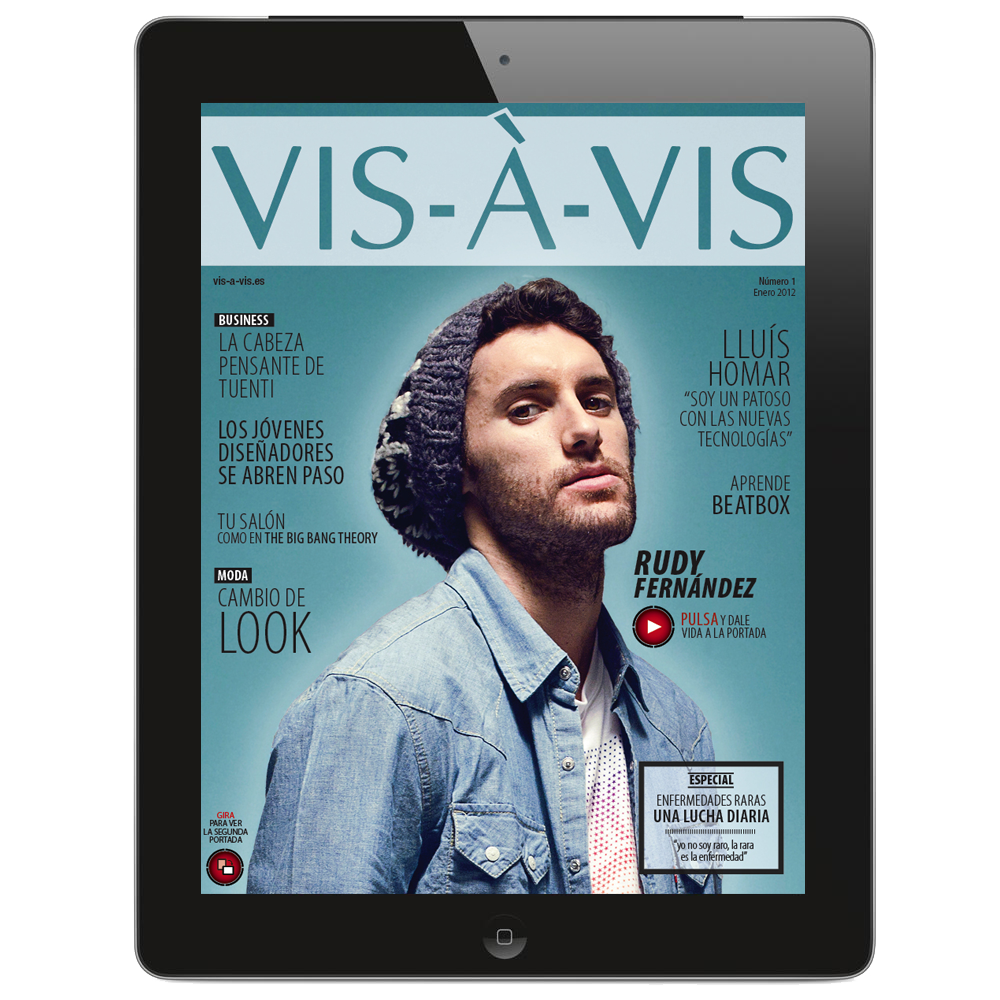 VIS-À-VIS
vis-a-vis.es
Número 1
Enero 2012
BUSINESS
LA CABEZA
PENSANTE DE
TUENTI
LOS JÓVENES
DISEÑADORES
SE ABREN PASO
TU SALÓN
COMO EN THE BIG BANG THEORY
MODA
CAMBIO DE
LOOK
LLUÍS
HOMAR
“SOY UN PATOSO
CON LAS NUEVAS
TECNOLOGÍAS”
APRENDE
BEATBOX
RUDY
FERNÁNDEZ
PULSA Y DALE
VIDA A LA PORTADA
GIRA
PARA VER
LA SEGUNDA
PORTADA
ESPECIAL
ENFERMEDADES RARAS
UNA LUCHA DIARIA
“yo no soy raro, la rara
es la enfermedad”